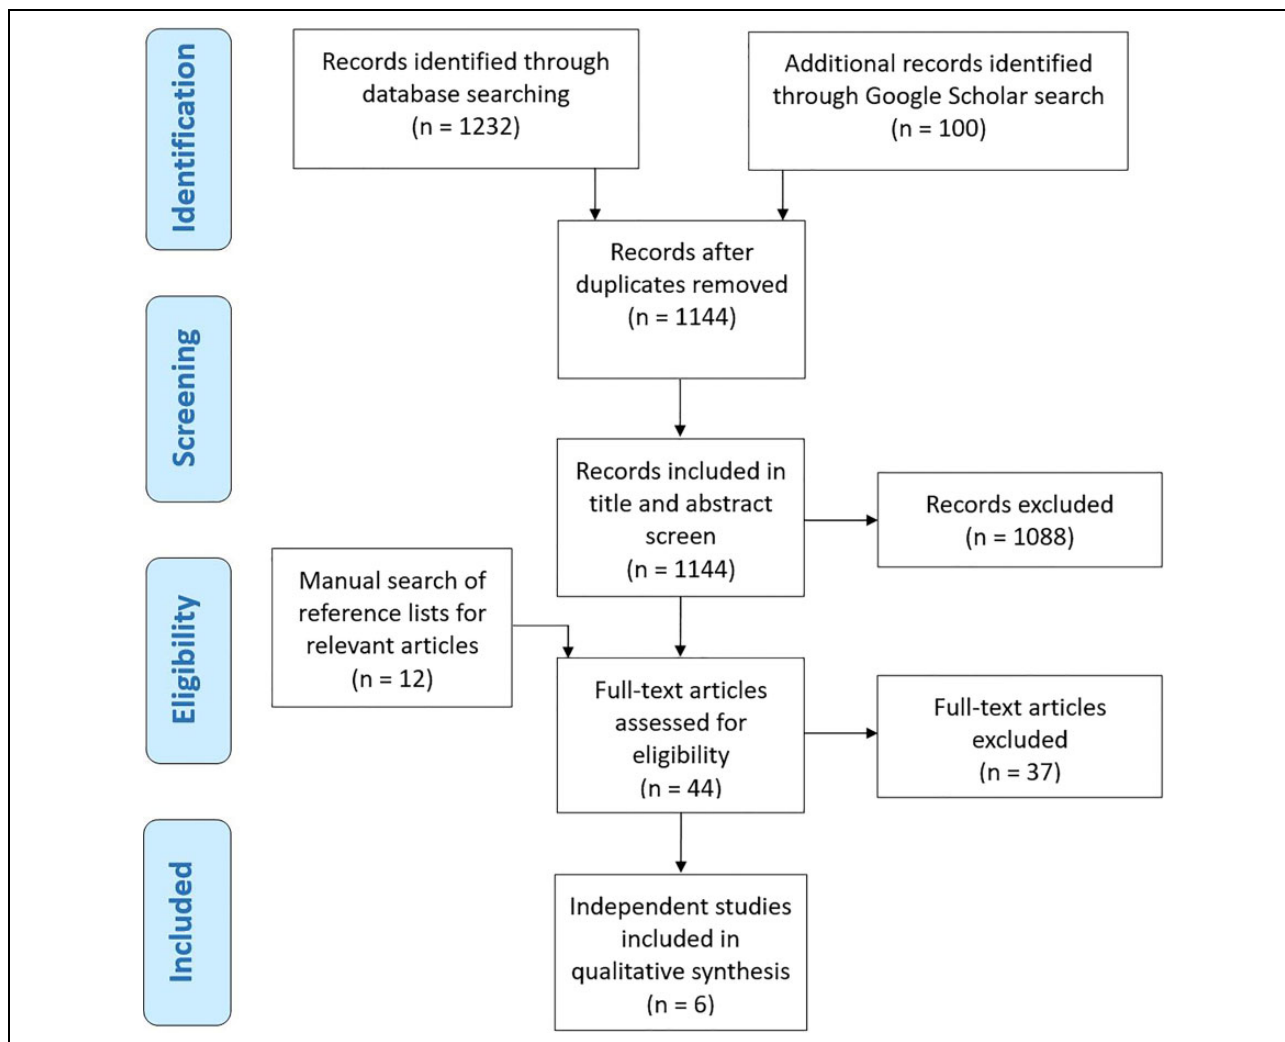 Identification
Records identified through
database searching
(n = 1232)
Additional records identified
through Google Scholar search
(n = 100)
Records after
duplicates removed
(n = 1144)
Screening
Records included in
title and abstract
screen
(n = 1144)
Records excluded
(n = 1088)
Eligibility
Manual search of
reference lists for
relevant articles
(n = 12)
Full-text articles
assessed for
eligibility
(n = 44)
Full-text articles
excluded
(n = 37)
Included
Independent studies
included in
qualitative synthesis
(n = 6)